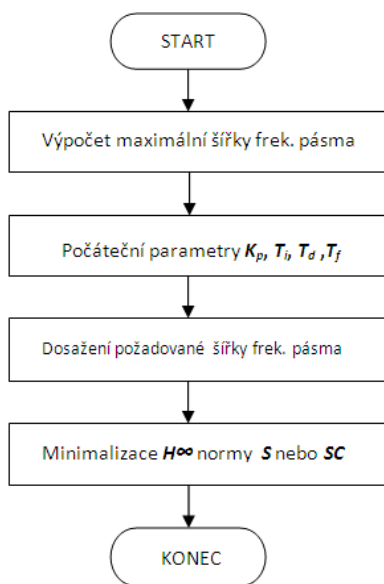 START
Výpočet maximální šířky frek. pásma
Počáteční parametry Kp, Ti, Td ,Tf
Dosažení požadované šířky frek. pásma
Minimalizace H∞ normy S nebo SC
KONEC